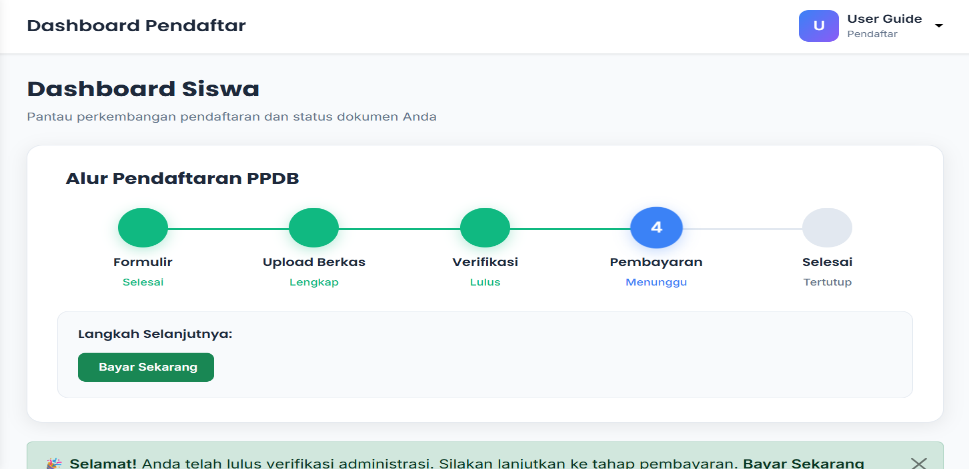 Dashboard Pendaftar
U
User Guide
Pendaftar
Dashboard Siswa
Pantau perkembangan pendaftaran dan status dokumen Anda
Alur Pendaftaran PPDB
4
Formulir
Upload Berkas
Verifikasi
Pembayaran
Selesai
Selesai
Lengkap
Lulus
Menunggu
Tertutup
Langkah Selanjutnya:
Bayar Sekarang
🎉 Selamat! Anda telah lulus verifikasi administrasi. Silakan lanjutkan ke tahap pembayaran. Bayar Sekarang